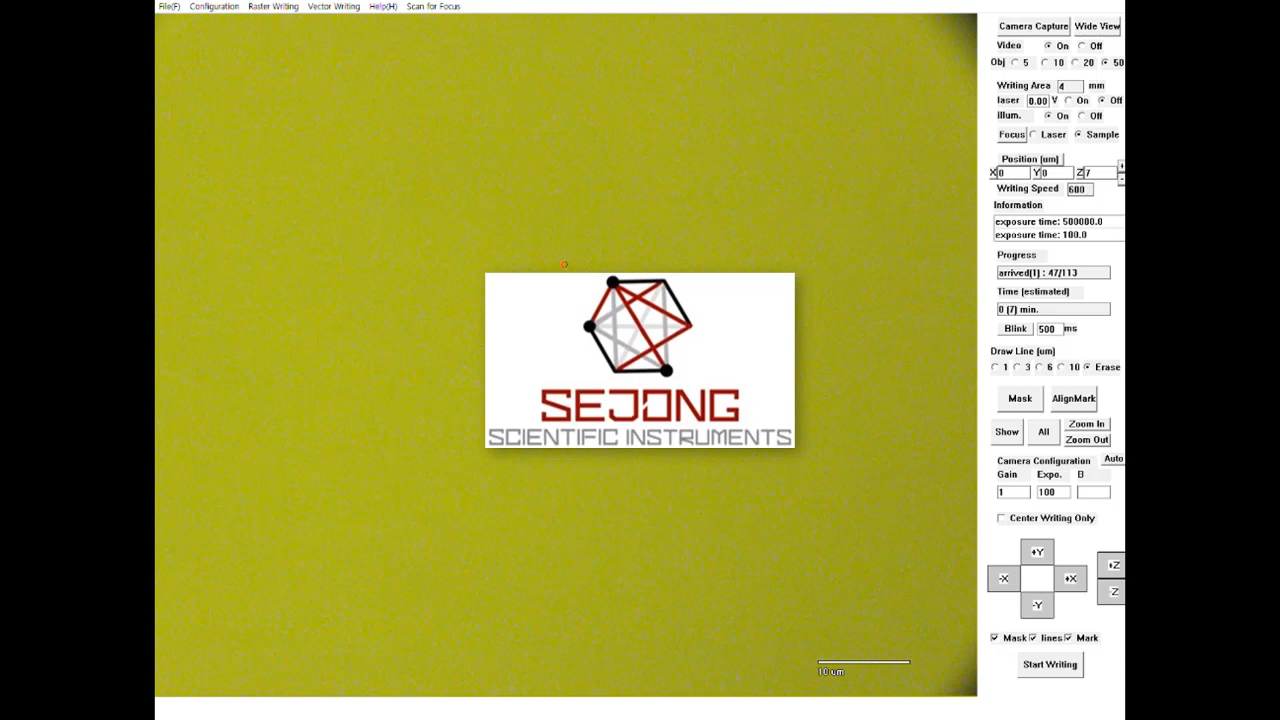 File(F) Configuration Raster Writing Vector Writing Help(H) Scan for Focus
Camera Capture Wide View
Video On Off
Obj 5 10 20 50
Writing Area 4 mm
laser 0.00 V On Off
illum. On Off
Focus Laser Sample
Position (um)
X 0 Y 0 Z 7 + -
Writing Speed 600
Information
exposure time: 500000.0
exposure time: 100.0
Progress
arrived(1) : 47/113
Time (estimated)
0 (7) min.
Blink 500 ms
Draw Line (um)
1 3 6 10 Erase
Mask AlignMark
Show All Zoom In
Zoom Out
Camera Configuration Auto
Gain Expo. B
1 100
Center Writing Only
+Y
-X +X +Z
-Z
-Y
Mask lines Mark
Start Writing
SEJONG
SCIENTIFIC INSTRUMENTS
10 um